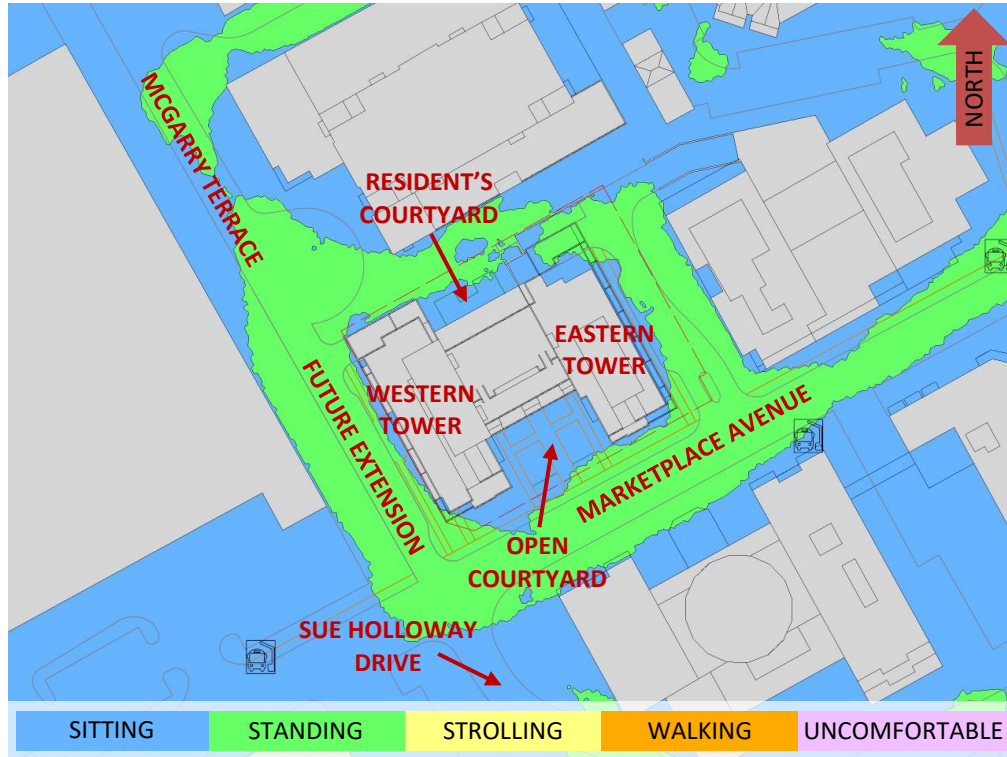 NORTH
MCGARRY TERRACE
RESIDENT'S
COURTYARD
EASTERN
TOWER
WESTERN
TOWER
FUTURE EXTENSION
MARKETPLACE AVENUE
OPEN
COURTYARD
SUE HOLLOWAY
DRIVE
SITTING
STANDING
STROLLING
WALKING
UNCOMFORTABLE